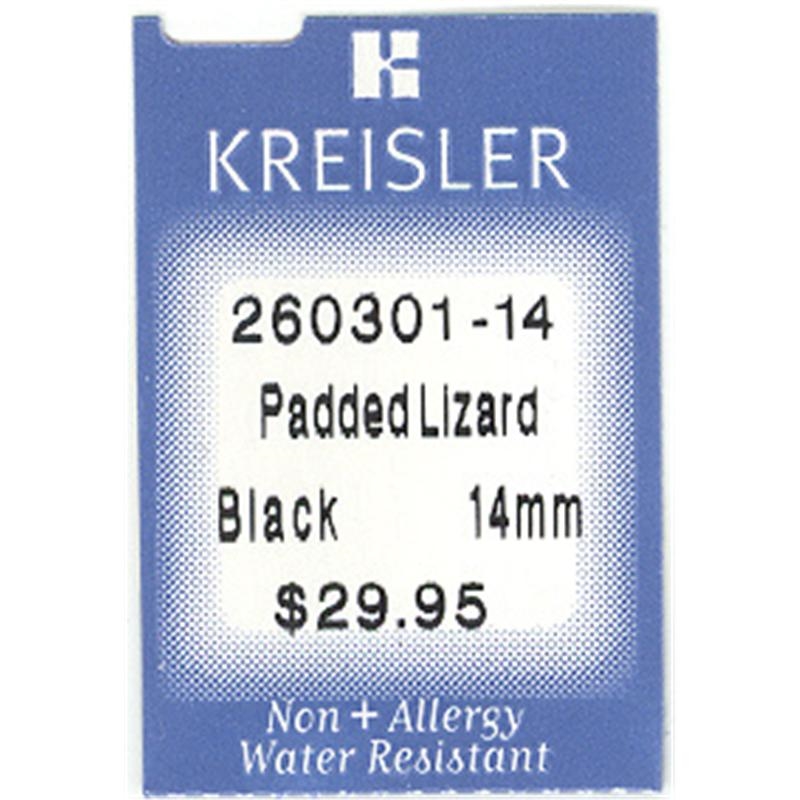 KREISLER
260301-14
Padded Lizard
Black 14mm
$29.95
Non + Allergy
Water Resistant